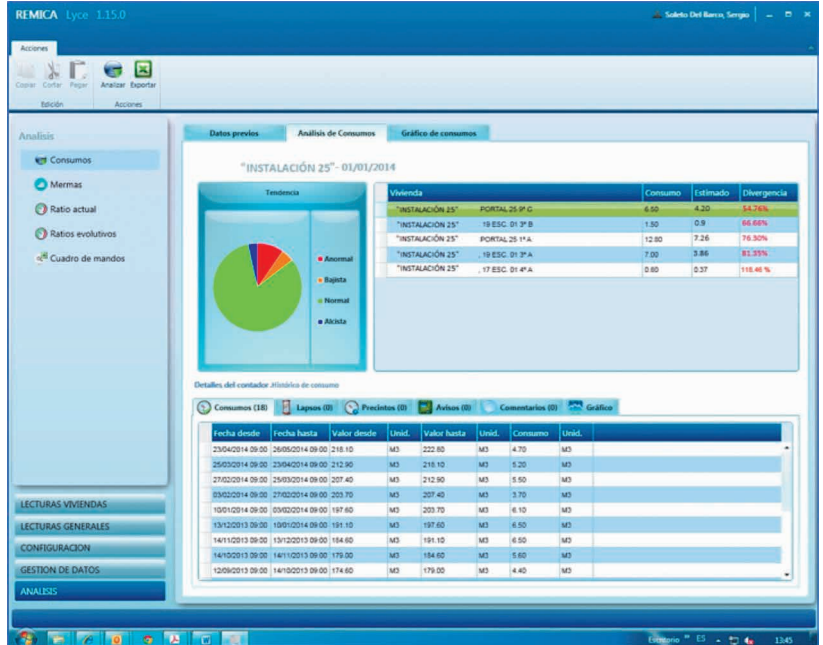 REMICA Lyce 1.15.0
Soleto Del Barco, Sergio
Acciones
Copiar Cortar Pegar Analizar Exportar
Edición Acciones
Analisis
Consumos
Mermas
Ratio actual
Ratios evolutivos
Cuadro de mandos
LECTURAS VIVIENDAS
LECTURAS GENERALES
CONFIGURACION
GESTION DE DATOS
ANALISIS
Datos previos Análisis de Consumos Gráfico de consumos
"INSTALACIÓN 25"- 01/01/2014
Tendencia
Anormal
Bajista
Normal
Alcista
Vivienda Consumo Estimado Divergencia
"INSTALACIÓN 25" PORTAL 25 9º C 6.50 4.20 54.76%
"INSTALACIÓN 25" , 19 ESC. 01 3º B 1.50 0.9 66.66%
"INSTALACIÓN 25" PORTAL 25 1º A 12.80 7.26 76.30%
"INSTALACIÓN 25" , 19 ESC. 01 3º A 7.00 3.86 81.35%
"INSTALACIÓN 25" , 17 ESC. 01 4º A 0.80 0.37 116.46 %
Detalles del contador .Histórico de consumo
Consumos (18) Lapsos (0) Precintos (0) Avisos (0) Comentarios (0) Gráfico
Fecha desde Fecha hasta Valor desde Unid. Valor hasta Unid. Consumo Unid.
23/04/2014 09:00 26/05/2014 09:00 218.10 M3 222.80 M3 4.70 M3
25/03/2014 09:00 23/04/2014 09:00 212.90 M3 218.10 M3 5.20 M3
27/02/2014 09:00 25/03/2014 09:00 207.40 M3 212.90 M3 5.50 M3
03/02/2014 09:00 27/02/2014 09:00 203.70 M3 207.40 M3 3.70 M3
10/01/2014 09:00 03/02/2014 09:00 197.60 M3 203.70 M3 6.10 M3
13/12/2013 09:00 10/01/2014 09:00 191.10 M3 197.60 M3 6.50 M3
14/11/2013 09:00 13/12/2013 09:00 184.60 M3 191.10 M3 6.50 M3
14/10/2013 09:00 14/11/2013 09:00 179.00 M3 184.60 M3 5.60 M3
12/09/2013 09:00 14/10/2013 09:00 174.60 M3 179.00 M3 4.40 M3
Escritorio ES 13:45